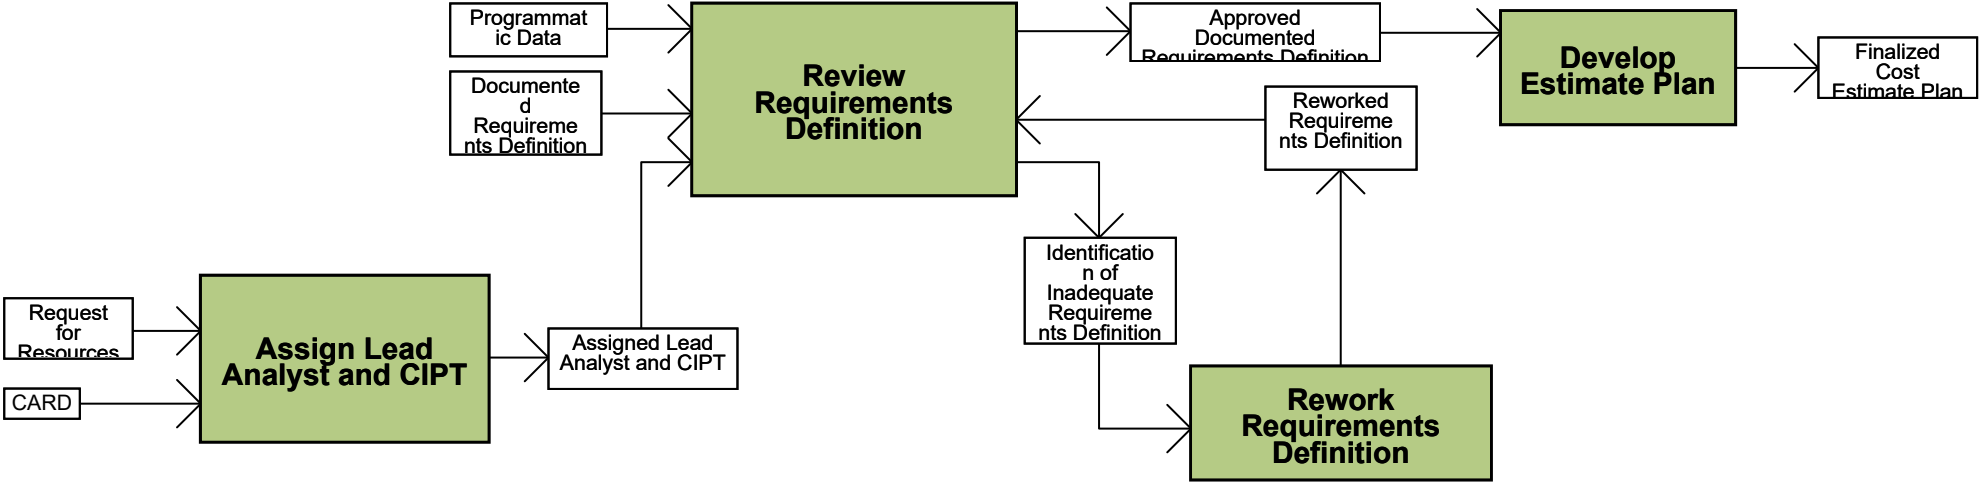 Programmat
ic Data
Documente
d
Requireme
nts Definition
Review
Requirements
Definition
Approved
Documented
Requirements Definition
Develop
Estimate Plan
Finalized
Cost
Estimate Plan
Reworked
Requireme
nts Definition
Identificatio
n of
Inadequate
Requireme
nts Definition
Request
for
Resources
CARD
Assign Lead
Analyst and CIPT
Assigned Lead
Analyst and CIPT
Rework
Requirements
Definition